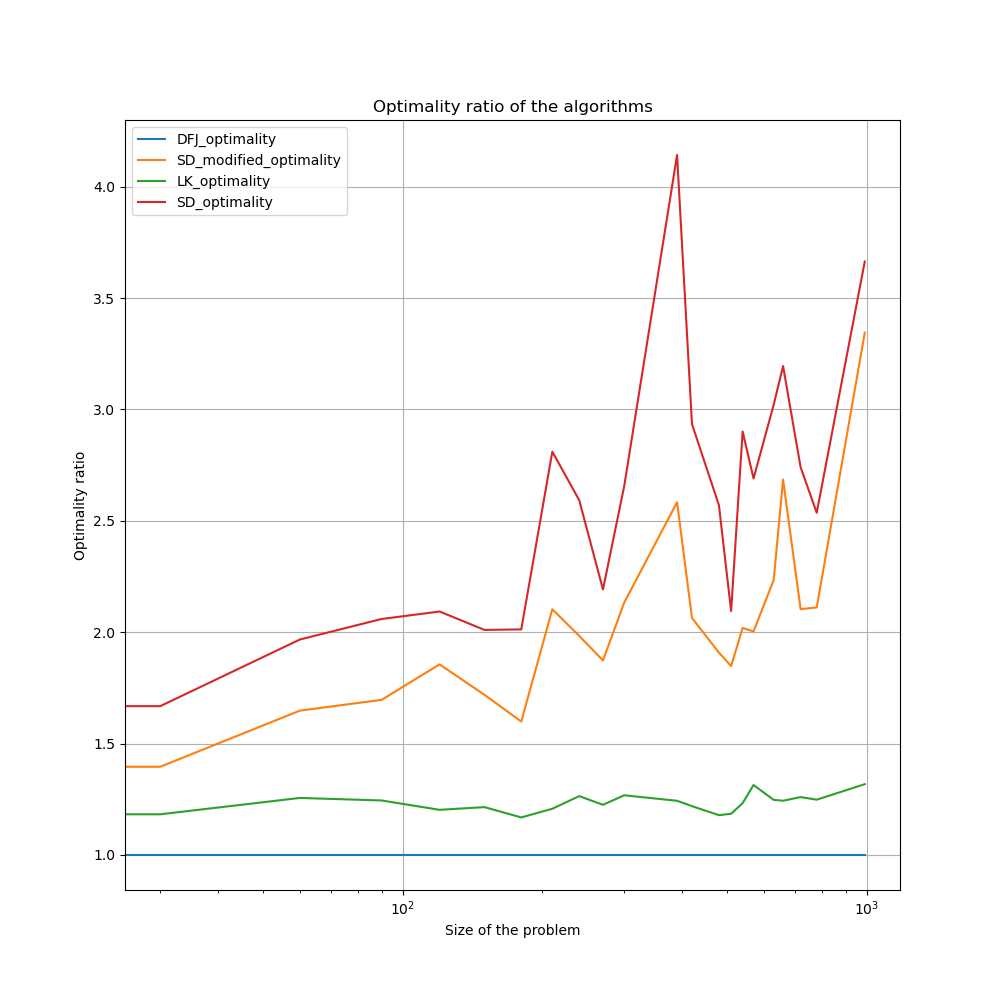 Optimality ratio of the algorithms
DFJ_optimality
SD_modified_optimality
LK_optimality
SD_optimality
4.0
3.5
3.0
2.5
2.0
1.5
1.0
Optimality ratio
10²
10³
Size of the problem